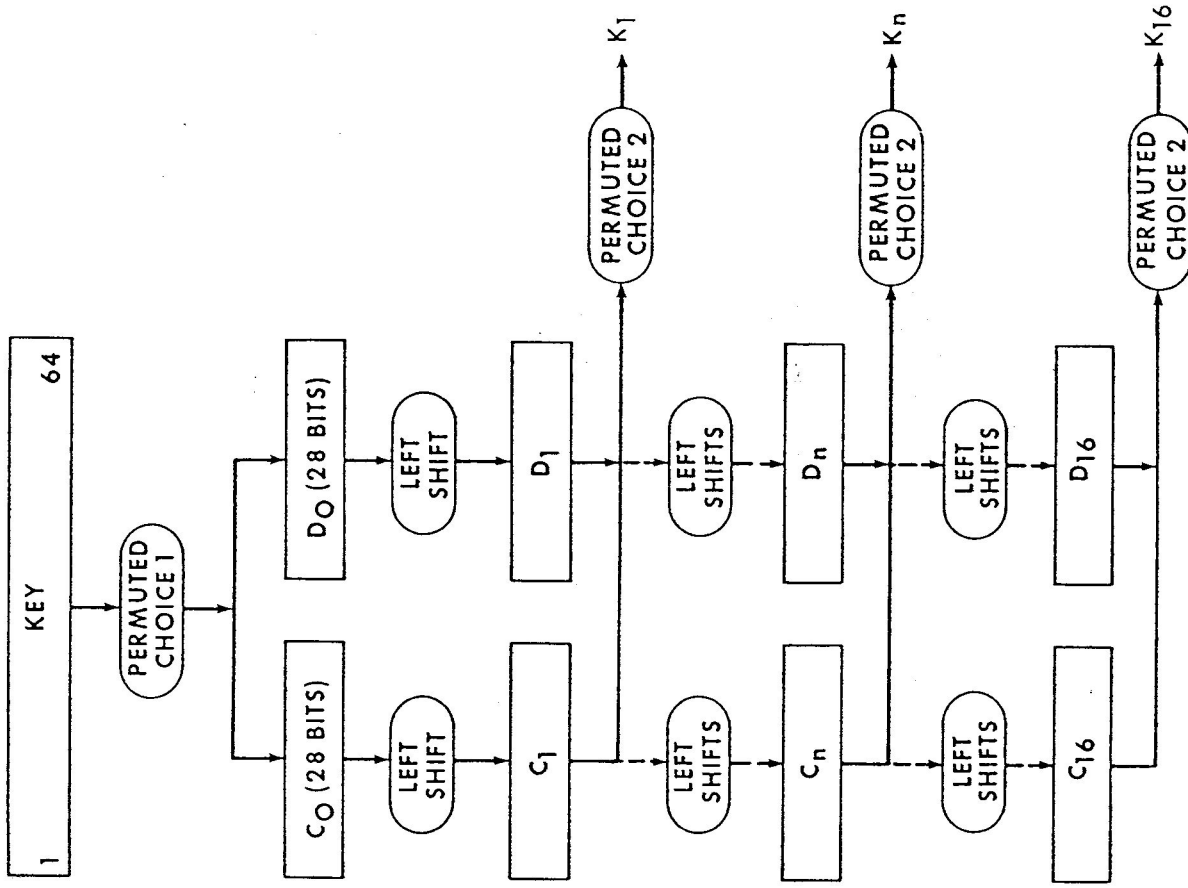 1 KEY 64
PERMUTED
CHOICE 1
C0 (28 BITS)
D0 (28 BITS)
LEFT
SHIFT
LEFT
SHIFT
C1
D1
PERMUTED
CHOICE 2
K1
LEFT
SHIFTS
LEFT
SHIFTS
Cn
Dn
PERMUTED
CHOICE 2
Kn
LEFT
SHIFTS
LEFT
SHIFTS
C16
D16
PERMUTED
CHOICE 2
K16